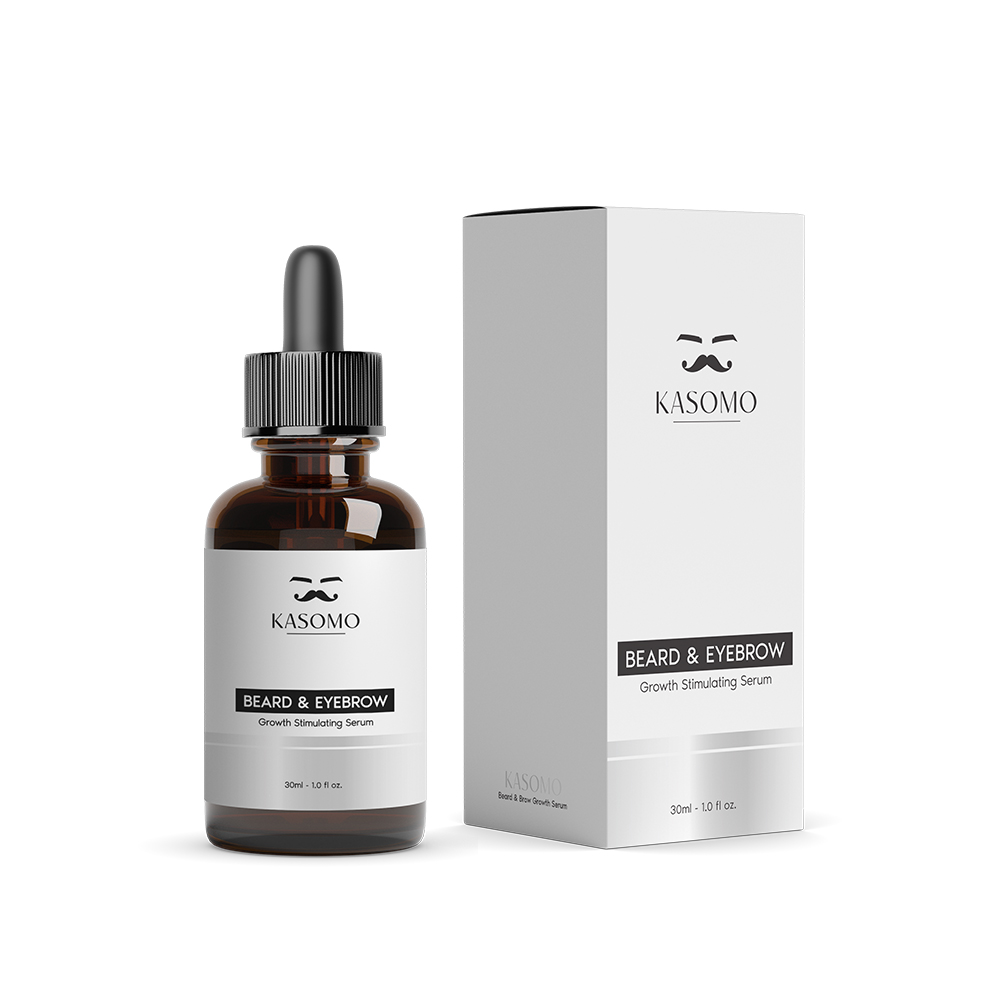 KASOMO
BEARD & EYEBROW
Growth Stimulating Serum
30ml - 1.0 fl oz.
KASOMO
BEARD & EYEBROW
Growth Stimulating Serum
30ml - 1.0 fl oz.
KASOMO
Beard & Brow Growth Serum